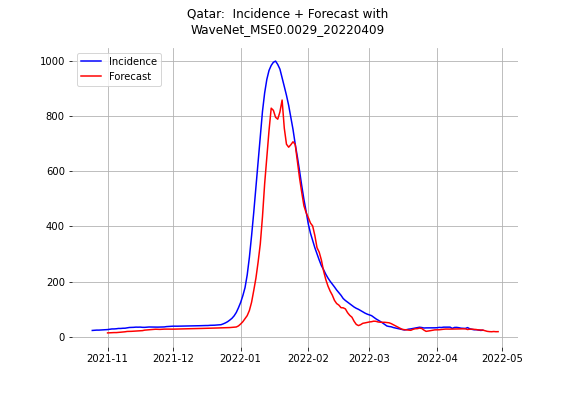 Qatar:  Incidence + Forecast with
WaveNet_MSE0.0029_20220409
Incidence
Forecast
1000
800
600
400
200
0
2021-11 2021-12 2022-01 2022-02 2022-03 2022-04 2022-05